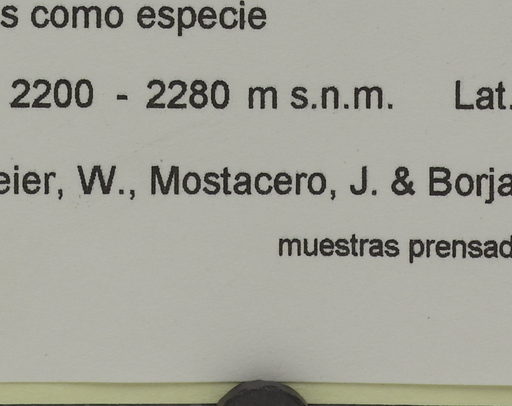 s como especie
2200 - 2280 m s.n.m. Lat.
eier, W., Mostacero, J. & Borja
muestras prensad